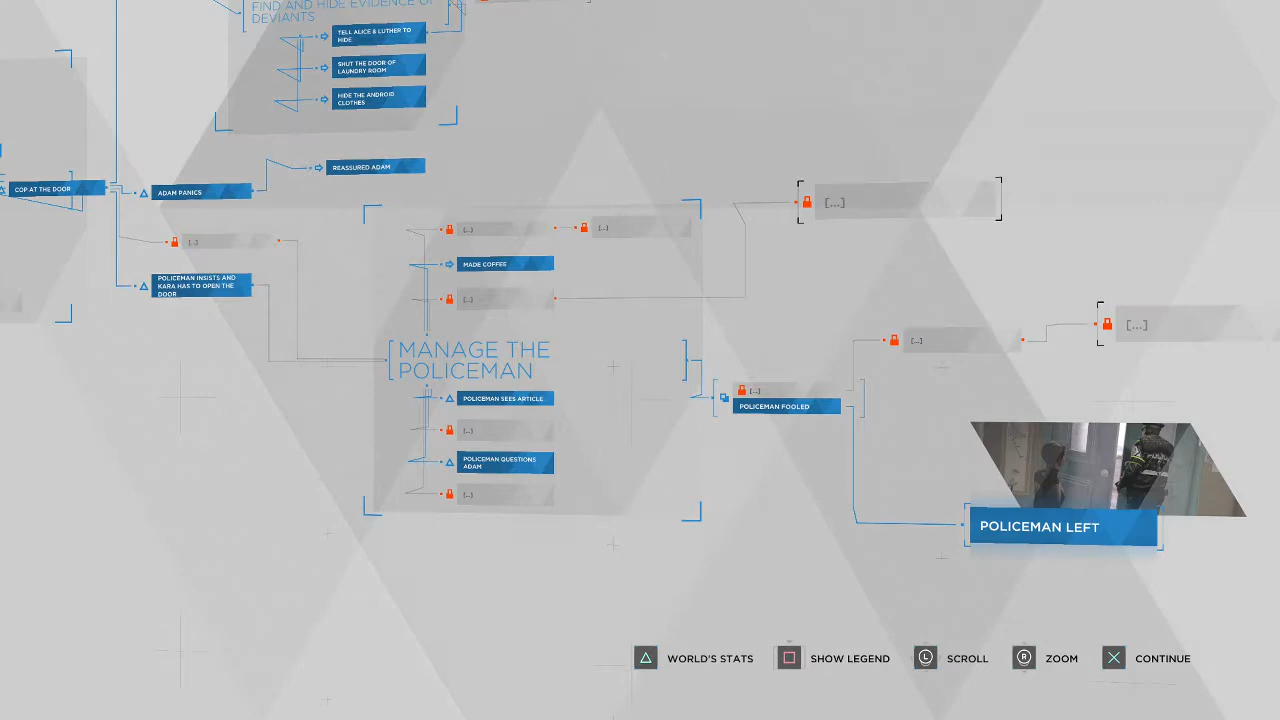 FIND AND HIDE EVIDENCE OF
DEVIANTS
TELL ALICE & LUTHER TO
HIDE
SHUT THE DOOR OF
LAUNDRY ROOM
HIDE THE ANDROID
CLOTHES
REASSURED ADAM
COP AT THE DOOR
ADAM PANICS
[...]
POLICEMAN INSISTS AND
KARA HAS TO OPEN THE
DOOR
[...]
[...]
MADE COFFEE
[...]
MANAGE THE
POLICEMAN
POLICEMAN SEES ARTICLE
[...]
POLICEMAN QUESTIONS
ADAM
[...]
[...]
[...]
POLICEMAN FOOLED
[...]
[...]
POLICEMAN LEFT
WORLD'S STATS
SHOW LEGEND
L
SCROLL
R
ZOOM
CONTINUE